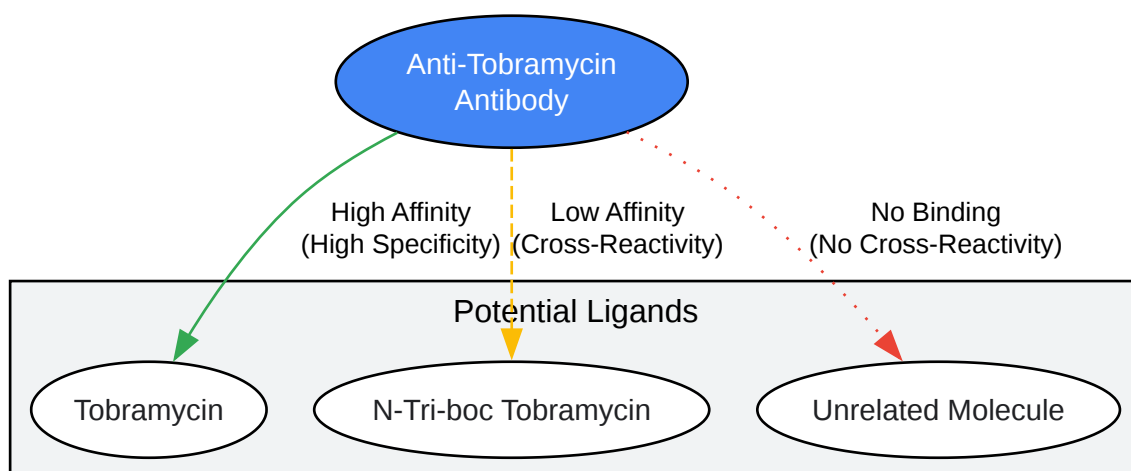 Anti-Tobramycin
Antibody
High Affinity
(High Specificity)
Low Affinity
(Cross-Reactivity)
No Binding
(No Cross-Reactivity)
Potential Ligands
Tobramycin
N-Tri-boc Tobramycin
Unrelated Molecule